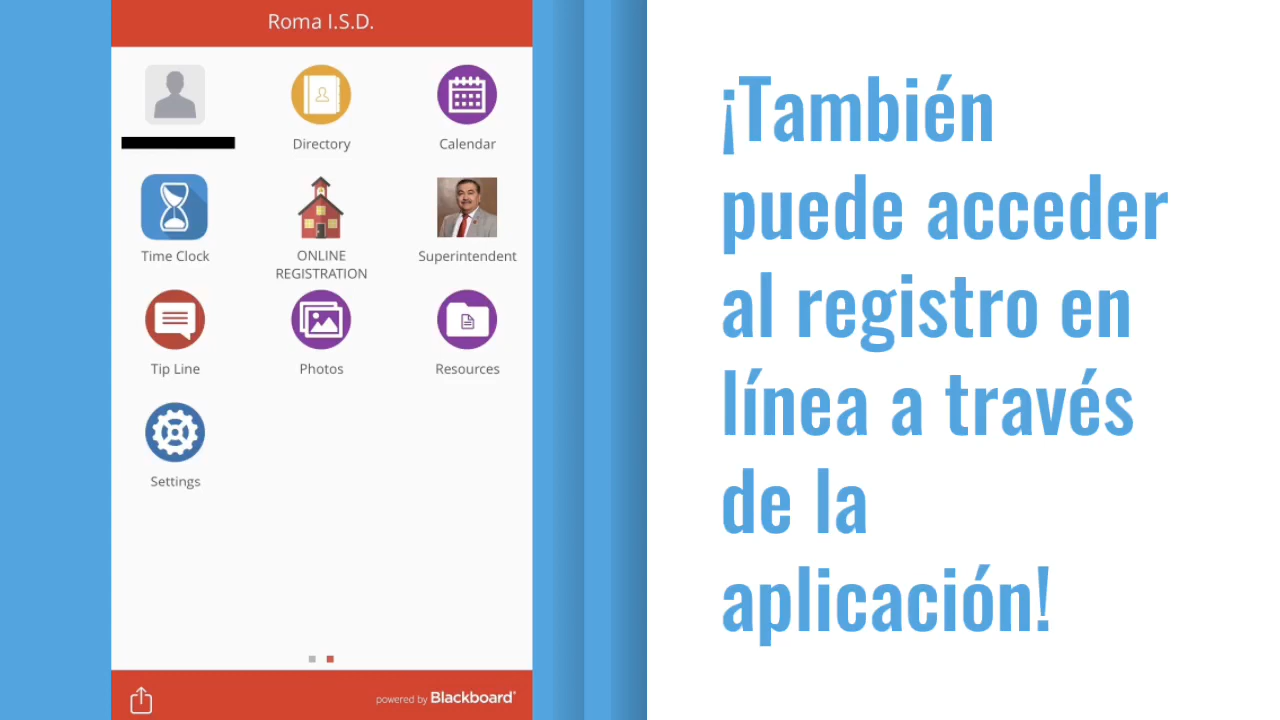 Roma I.S.D.
Directory
Calendar
Time Clock
ONLINE
REGISTRATION
Superintendent
Tip Line
Photos
Resources
Settings
powered by Blackboard
¡También
puede acceder
al registro en
línea a través
de la
aplicación!